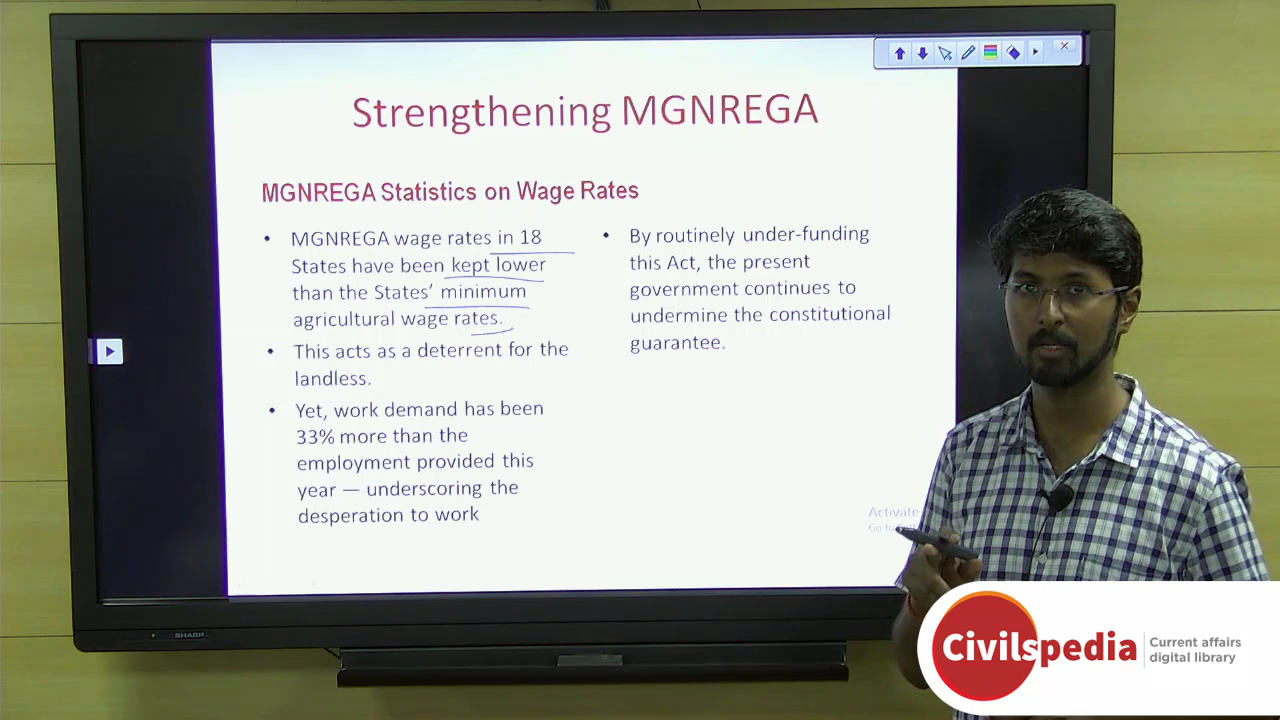 Strengthening MGNREGA
MGNREGA Statistics on Wage Rates
• MGNREGA wage rates in 18
States have been kept lower
than the States' minimum
agricultural wage rates.
• This acts as a deterrent for the
landless.
• Yet, work demand has been
33% more than the
employment provided this
year — underscoring the
desperation to work
• By routinely under-funding
this Act, the present
government continues to
undermine the constitutional
guarantee.
Activate
Go to
SHARP
Civilspedia
Current affairs
digital library